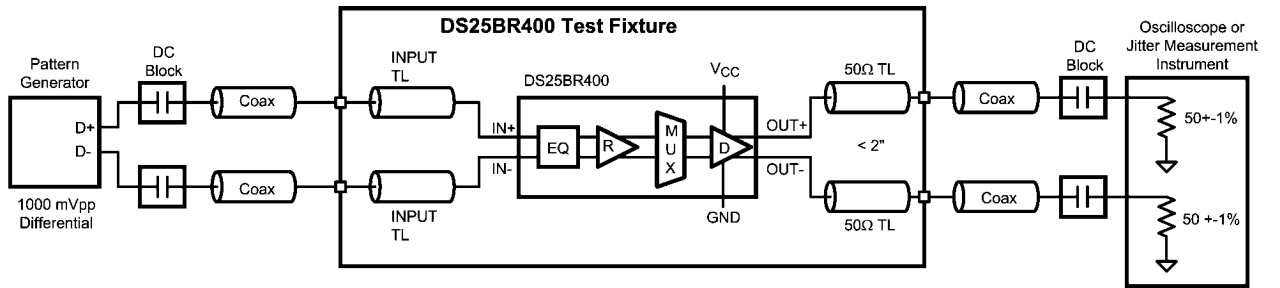 DS25BR400 Test Fixture
Pattern
Generator
D+
D-
1000 mVpp
Differential
DC
Block
Coax
Coax
INPUT
TL
INPUT
TL
DS25BR400
IN+
IN-
EQ
R
M
U
X
D
VCC
GND
OUT+
OUT-
50Ω TL
< 2"
50Ω TL
Coax
Coax
DC
Block
Oscilloscope or
Jitter Measurement
Instrument
50+-1%
50 +-1%